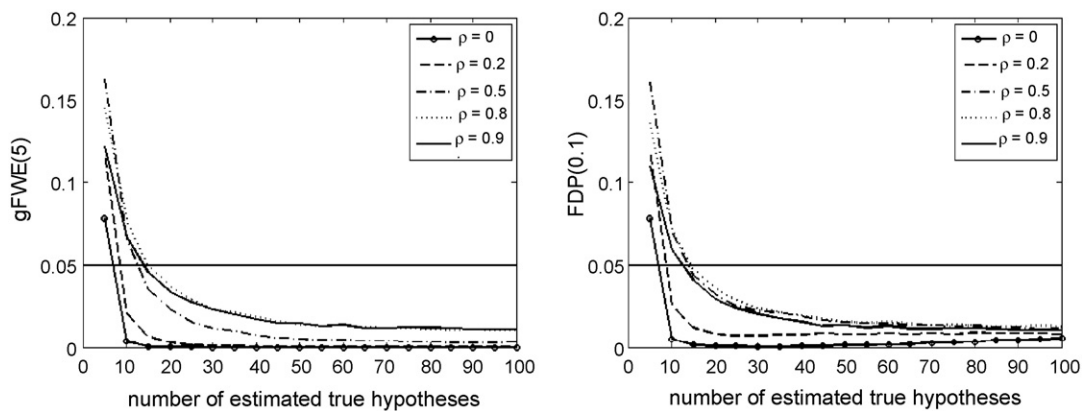 0.2
0.15
0.1
0.05
0
gFWE(5)
ρ = 0
ρ = 0.2
ρ = 0.5
ρ = 0.8
ρ = 0.9
0 10 20 30 40 50 60 70 80 90 100
number of estimated true hypotheses
0.2
0.15
0.1
0.05
0
FDP(0.1)
ρ = 0
ρ = 0.2
ρ = 0.5
ρ = 0.8
ρ = 0.9
0 10 20 30 40 50 60 70 80 90 100
number of estimated true hypotheses